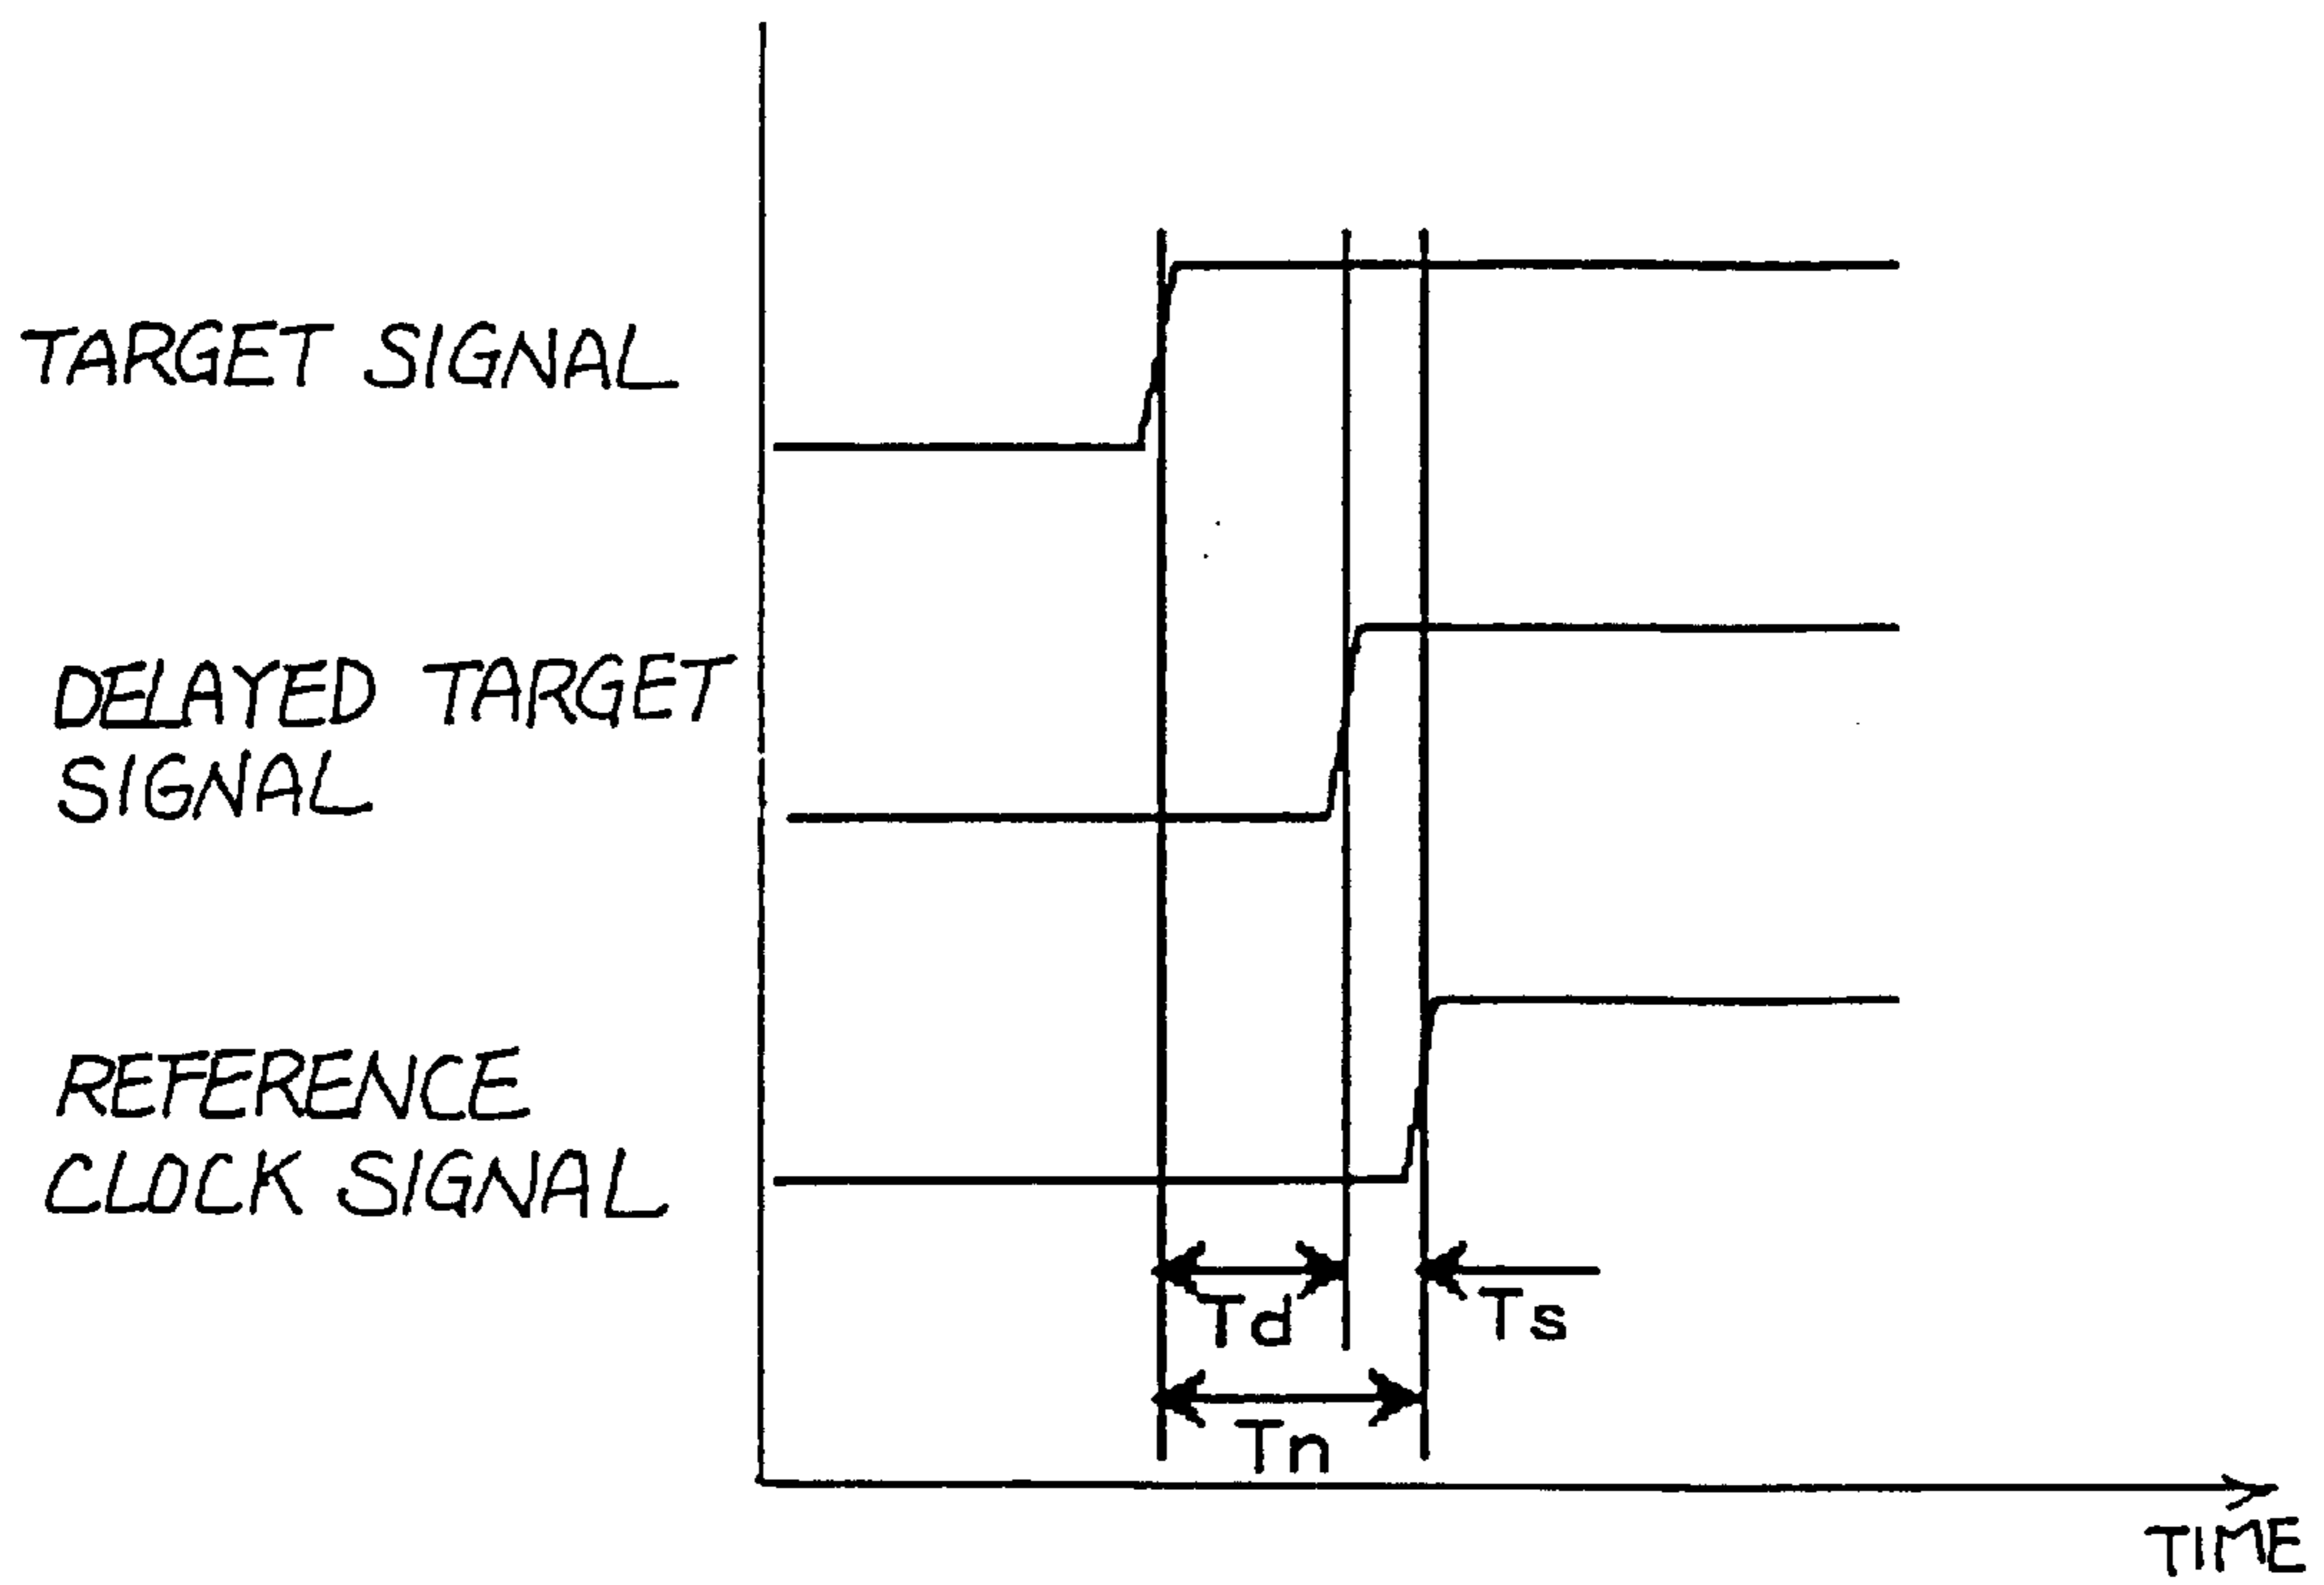 TARGET SIGNAL
DELAYED TARGET
SIGNAL
REFERENCE
CLOCK SIGNAL
Td
Ts
Tn
TIME